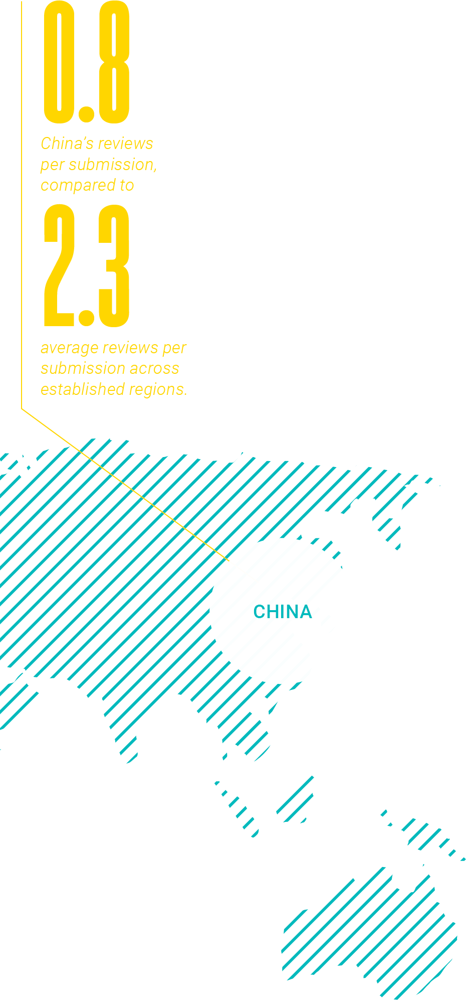 0.8
China’s reviews
per submission,
compared to
2.3
average reviews per
submission across
established regions.
CHINA